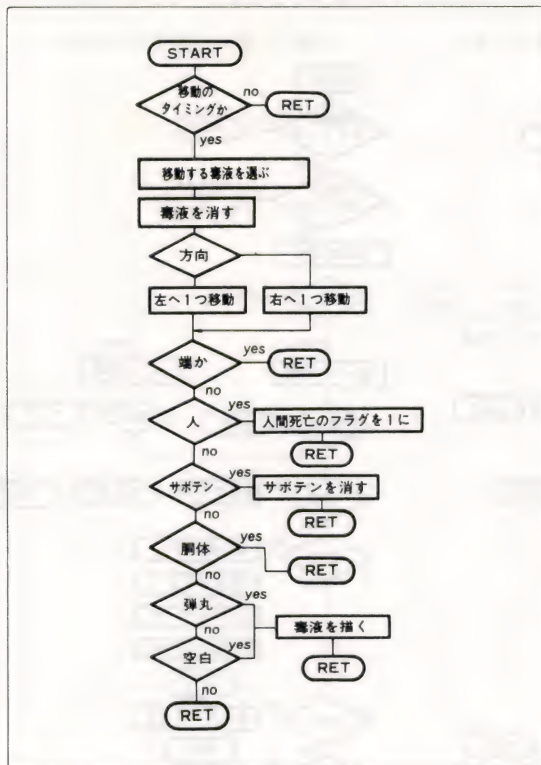 START
移動の
タイミングか
no
RET
yes
移動する毒液を選ぶ
毒液を消す
方向
左へ1つ移動
右へ1つ移動
端か
yes
RET
no
人
yes
人間死亡のフラグを1に
RET
no
サボテン
yes
サボテンを消す
RET
no
胴体
yes
RET
no
弾丸
yes
毒液を描く
no
空白
yes
RET
no
RET